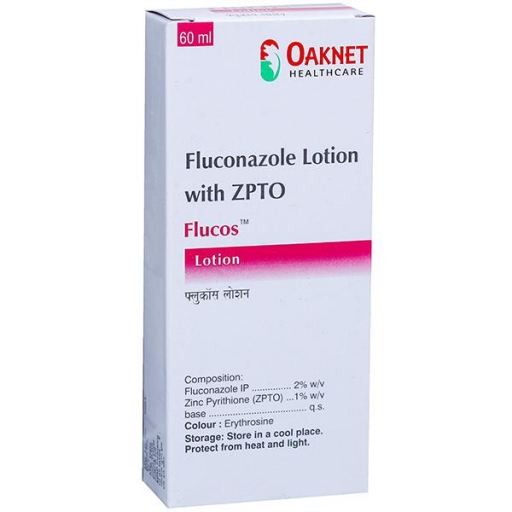 60 ml
OAKNET
HEALTHCARE
Fluconazole Lotion
with ZPTO
Flucos™
Lotion
फ्लुकॉस लोशन
Composition:
Fluconazole IP .............. 2% w/v
Zinc Pyrithione (ZPTO) ...1% w/v
base .................................... q.s.
Colour : Erythrosine
Storage: Store in a cool place.
Protect from heat and light.